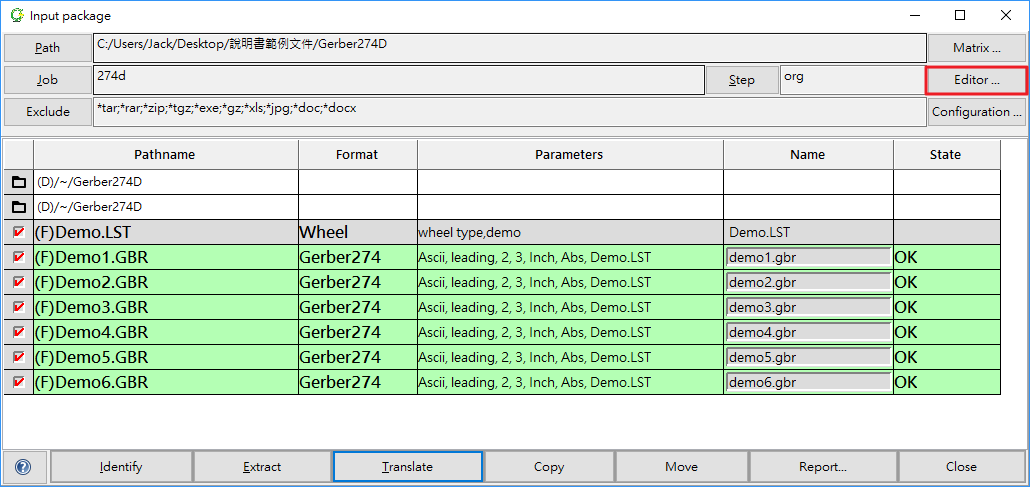 Input package
Path C:/Users/Jack/Desktop/說明書範例文件/Gerber274D Matrix ...
Job 274d Step org Editor ...
Exclude *tar;*rar;*zip;*tgz;*exe;*gz;*xls;*jpg;*doc;*docx Configuration ...
Pathname Format Parameters Name State
(D)/~/Gerber274D
(D)/~/Gerber274D
(F)Demo.LST Wheel wheel type,demo Demo.LST
(F)Demo1.GBR Gerber274 Ascii, leading, 2, 3, Inch, Abs, Demo.LST demo1.gbr OK
(F)Demo2.GBR Gerber274 Ascii, leading, 2, 3, Inch, Abs, Demo.LST demo2.gbr OK
(F)Demo3.GBR Gerber274 Ascii, leading, 2, 3, Inch, Abs, Demo.LST demo3.gbr OK
(F)Demo4.GBR Gerber274 Ascii, leading, 2, 3, Inch, Abs, Demo.LST demo4.gbr OK
(F)Demo5.GBR Gerber274 Ascii, leading, 2, 3, Inch, Abs, Demo.LST demo5.gbr OK
(F)Demo6.GBR Gerber274 Ascii, leading, 2, 3, Inch, Abs, Demo.LST demo6.gbr OK
? Identify Extract Translate Copy Move Report... Close